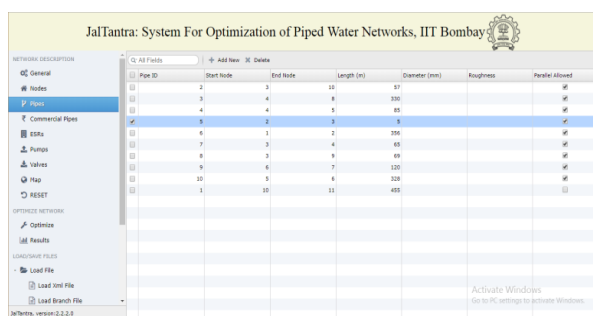 JalTantra: System For Optimization of Piped Water Networks, IIT Bombay
NETWORK DESCRIPTION
General
Nodes
Pipes
Commercial Pipes
ESRs
Pumps
Valves
Map
RESET
OPTIMIZE NETWORK
Optimize
Results
LOAD/SAVE FILES
Load File
Load Xml File
Load Branch File
JalTantra, version:2.2.2.0
All Fields + Add New Delete
Pipe ID Start Node End Node Length (m) Diameter (mm) Roughness Parallel Allowed
2 3 10 57
3 4 8 330
4 4 5 85
5 2 3 5
6 1 2 356
7 3 4 65
8 3 9 69
9 6 7 120
10 5 6 328
1 10 11 455
Activate Windows
Go to PC settings to activate Windows.